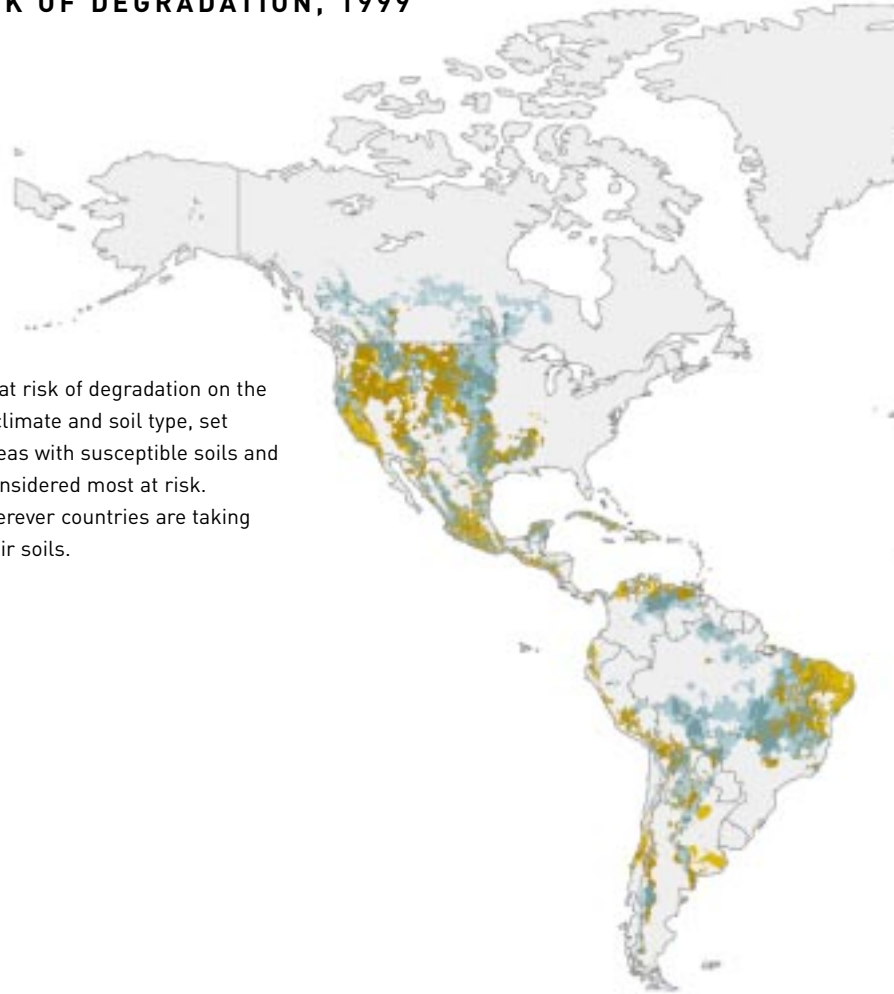 K OF DEGRADATION, 1999
at risk of degradation on the
climate and soil type, set
eas with susceptible soils and
nsidered most at risk.
erever countries are taking
ir soils.